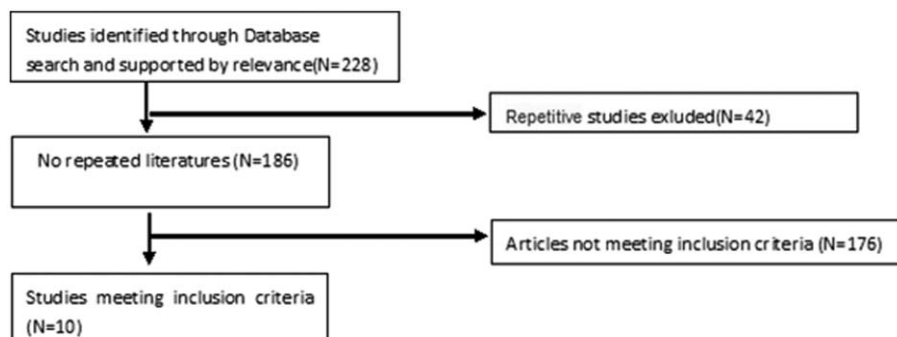 Studies identified through Database
search and supported by relevance(N=228)
Repetitive studies exluded(N=42)
No repeated literatures (N=186)
Articles not meeting inclusion criteria (N=176)
Studies meeting inclusion criteria
(N=10)